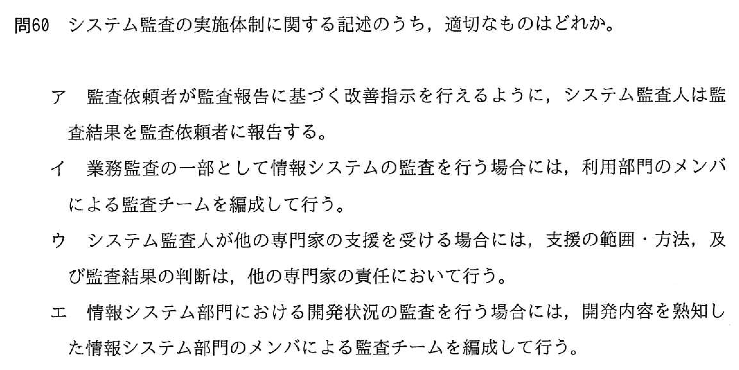 問60 システム監査の実施体制に関する記述のうち，適切なものはどれか。
ア 監査依頼者が監査報告に基づく改善指示を行えるように，システム監査人は監
査結果を監査依頼者に報告する。
イ 業務監査の一部として情報システムの監査を行う場合には，利用部門のメンバ
による監査チームを編成して行う。
ウ システム監査人が他の専門家の支援を受ける場合には，支援の範囲・方法，及
び監査結果の判断は，他の専門家の責任において行う。
エ 情報システム部門における開発状況の監査を行う場合には，開発内容を熟知し
た情報システム部門のメンバによる監査チームを編成して行う。